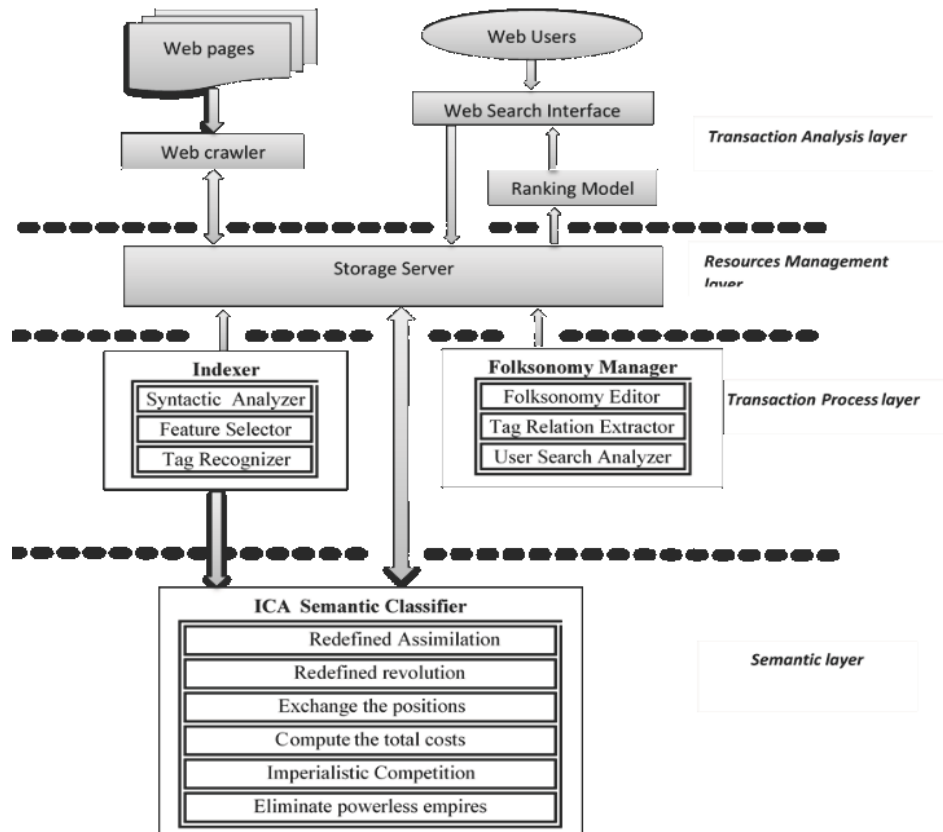 Web pages
Web Users
Web Search Interface
Web crawler
Transaction Analysis layer
Ranking Model
Storage Server
Resources Management
layer
Indexer
Syntactic Analyzer
Feature Selector
Tag Recognizer
Folksonomy Manager
Folksonomy Editor
Tag Relation Extractor
User Search Analyzer
Transaction Process layer
ICA Semantic Classifier
Redefined Assimilation
Redefined revolution
Exchange the positions
Compute the total costs
Imperialistic Competition
Eliminate powerless empires
Semantic layer